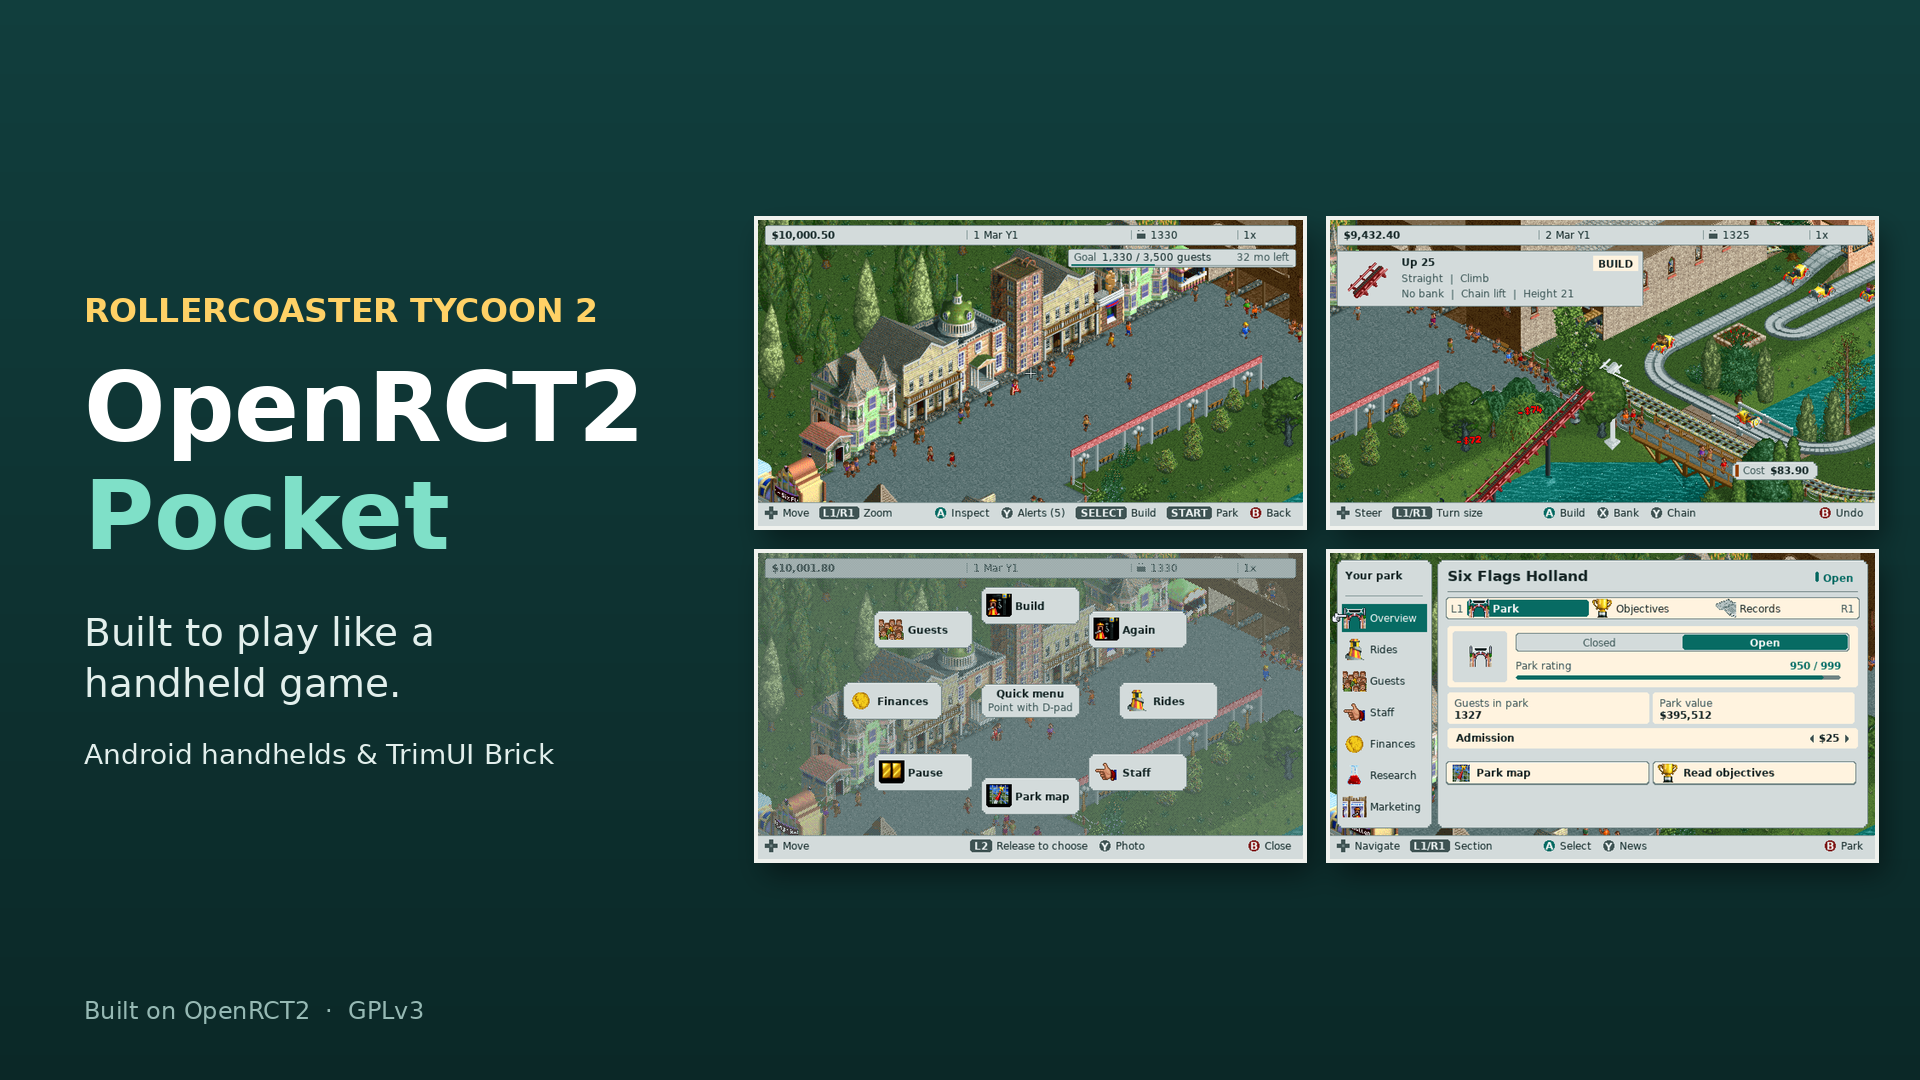 ROLLERCOASTER TYCOON 2
OpenRCT2
Pocket
Built to play like a
handheld game.
Android handhelds & TrimUI Brick
Built on OpenRCT2 · GPLv3
$10,000.50 1 Mar Y1 1330 1x
Goal 1,330 / 3,500 guests 32 mo left
Move L1/R1 Zoom A Inspect Y Alerts (5) SELECT Build START Park B Back
$9,432.40 2 Mar Y1 1325 1x
Up 25 BUILD
Straight | Climb
No bank | Chain lift | Height 21
Cost $83.90
Steer L1/R1 Turn size A Build X Bank Y Chain B Undo
$10,001.80 1 Mar Y1 1330 1x
Build
Guests Again
Finances Quick menu Rides
Point with D-pad
Pause Staff
Park map
Move L2 Release to choose Y Photo B Close
Your park
Overview
Rides
Guests
Staff
Finances
Research
Marketing
Six Flags Holland Open
L1 Park Objectives Records R1
Closed Open
Park rating 950 / 999
Guests in park Park value
1327 $395,512
Admission $25
Park map Read objectives
Navigate L1/R1 Section A Select Y News B Park